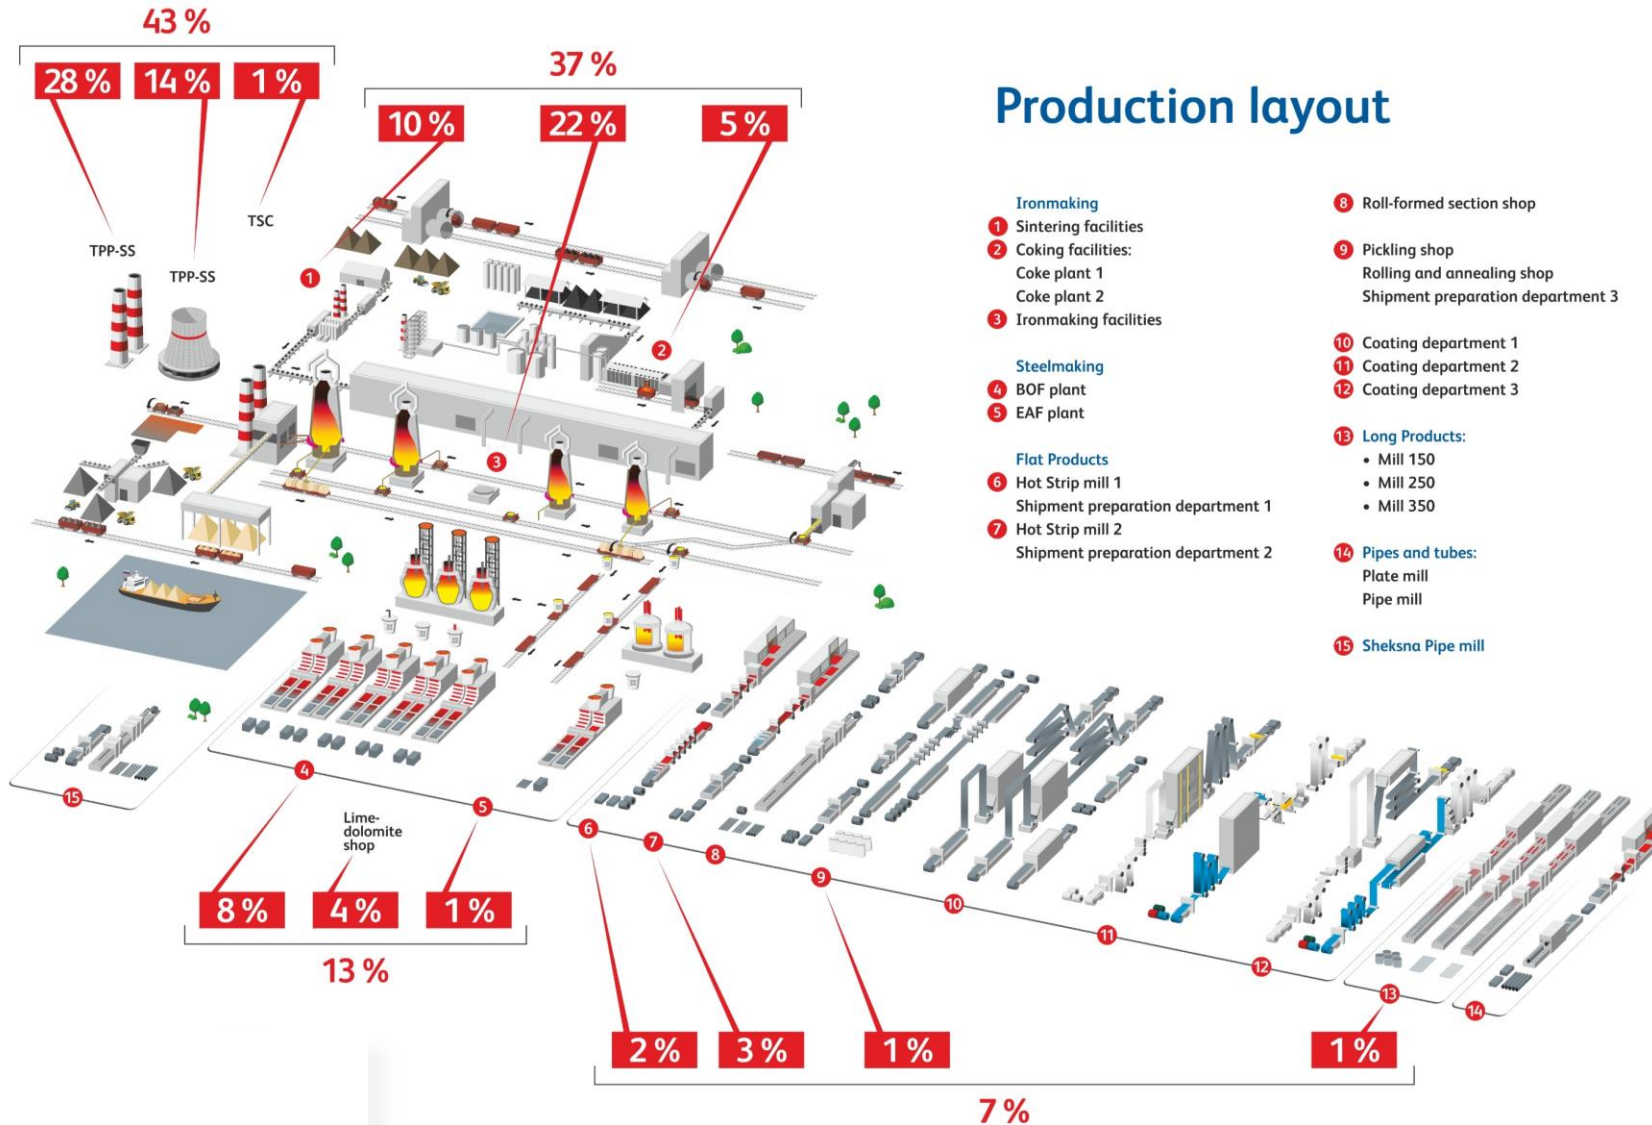 43 %
28 % 14 % 1 %
37 %
10 % 22 % 5 %
TPP-SS
TPP-SS
TSC
Production layout
Ironmaking
1 Sintering facilities
2 Coking facilities:
Coke plant 1
Coke plant 2
3 Ironmaking facilities
Steelmaking
4 BOF plant
5 EAF plant
Flat Products
6 Hot Strip mill 1
Shipment preparation department 1
7 Hot Strip mill 2
Shipment preparation department 2
8 Roll-formed section shop
9 Pickling shop
Rolling and annealing shop
Shipment preparation department 3
10 Coating department 1
11 Coating department 2
12 Coating department 3
13 Long Products:
• Mill 150
• Mill 250
• Mill 350
14 Pipes and tubes:
Plate mill
Pipe mill
15 Sheksna Pipe mill
1
2
3
15
4
5
6
7
8
9
10
11
12
13
14
Lime-
dolomite
shop
8 % 4 % 1 %
13 %
2 % 3 % 1 % 1 %
7 %